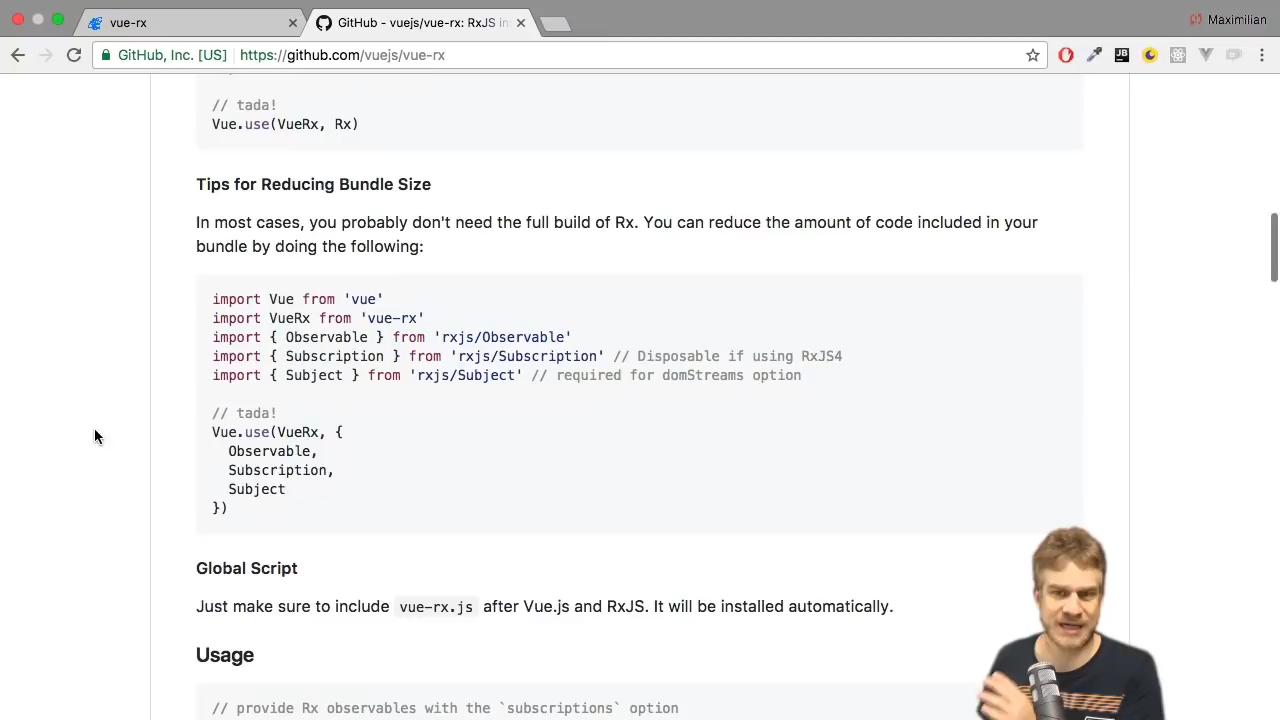 vue-rx
GitHub - vuejs/vue-rx: RxJS in
Maximilian
GitHub, Inc. [US]
https://github.com/vuejs/vue-rx
JB
// tada!
Vue.use(VueRx, Rx)
Tips for Reducing Bundle Size
In most cases, you probably don't need the full build of Rx. You can reduce the amount of code included in your
bundle by doing the following:
import Vue from 'vue'
import VueRx from 'vue-rx'
import { Observable } from 'rxjs/Observable'
import { Subscription } from 'rxjs/Subscription' // Disposable if using RxJS4
import { Subject } from 'rxjs/Subject' // required for domStreams option
// tada!
Vue.use(VueRx, {
Observable,
Subscription,
Subject
})
Global Script
Just make sure to include vue-rx.js after Vue.js and RxJS. It will be installed automatically.
Usage
// provide Rx observables with the `subscriptions` option